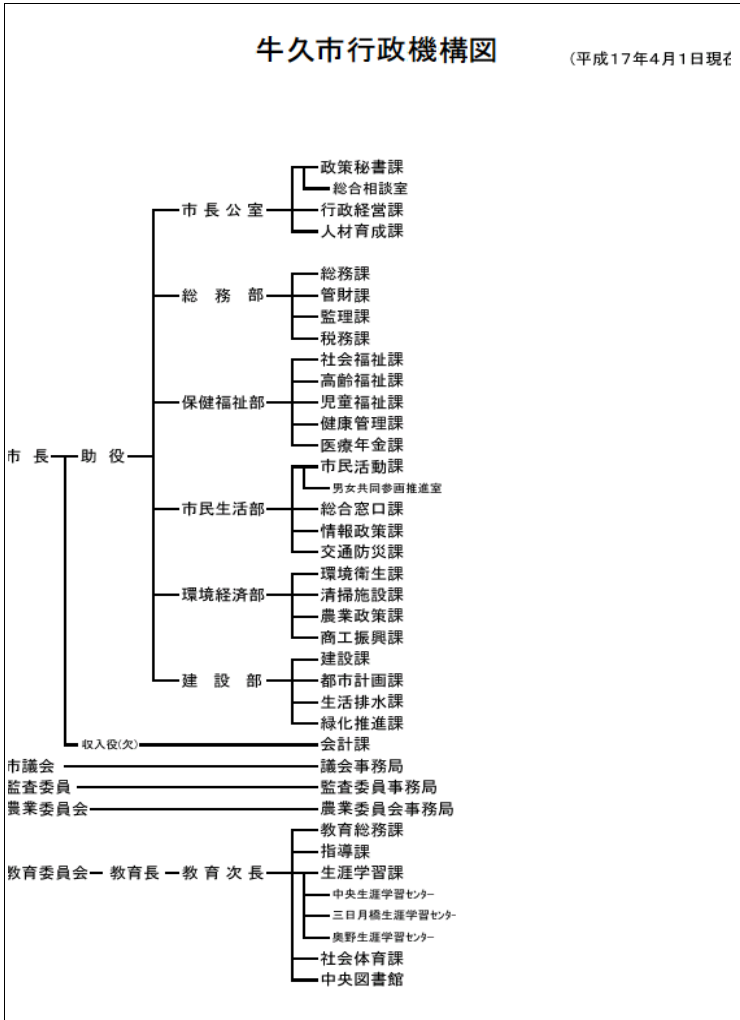 牛久市行政機構図
(平成17年4月1日現在
政策秘書課
総合相談室
市長公室 行政経営課
人材育成課
総務課
総務部 管財課
監理課
税務課
社会福祉課
高齢福祉課
保健福祉部 児童福祉課
健康管理課
医療年金課
市長 助役
市民活動課
男女共同参画推進室
市民生活部 総合窓口課
情報政策課
交通防災課
環境衛生課
環境経済部 清掃施設課
農業政策課
商工振興課
建設課
建設部 都市計画課
生活排水課
緑化推進課
収入役(欠) 会計課
市議会 議会事務局
監査委員 監査委員事務局
農業委員会 農業委員会事務局
教育総務課
指導課
教育委員会 教育長 教育次長 生涯学習課
中央生涯学習センター
三日月橋生涯学習センター
奥野生涯学習センター
社会体育課
中央図書館